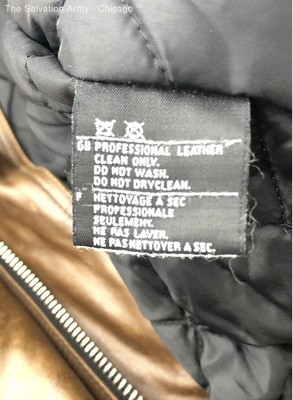 The Salvation Army - Chicago
GB PROFESSIONAL LEATHER
CLEAN ONLY.
DO NOT WASH.
DO NOT DRYCLEAN.
F NETTOYAGE A SEC
PROFESSIONALE
SEULEMENT.
NE PAS LAVER.
NE PAS NETTOYER A SEC.